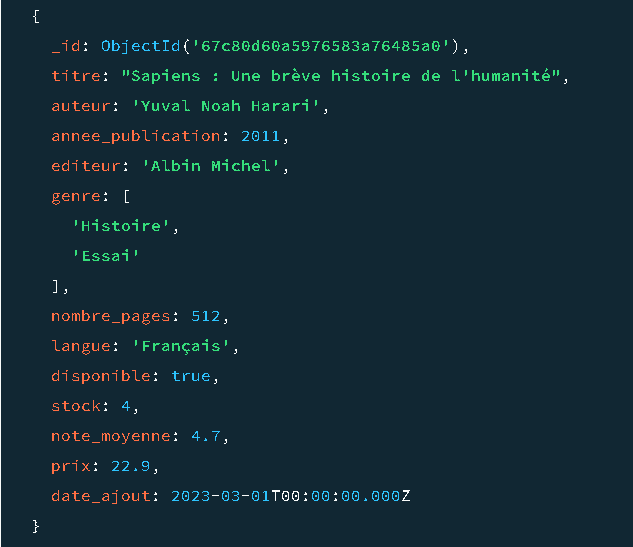 {
_id: ObjectId('67c80d60a5976583a76485a0'),
titre: "Sapiens : Une brève histoire de l'humanité",
auteur: 'Yuval Noah Harari',
annee_publication: 2011,
editeur: 'Albin Michel',
genre: [
'Histoire',
'Essai'
],
nombre_pages: 512,
langue: 'Français',
disponible: true,
stock: 4,
note_moyenne: 4.7,
prix: 22.9,
date_ajout: 2023-03-01T00:00:00.000Z
}